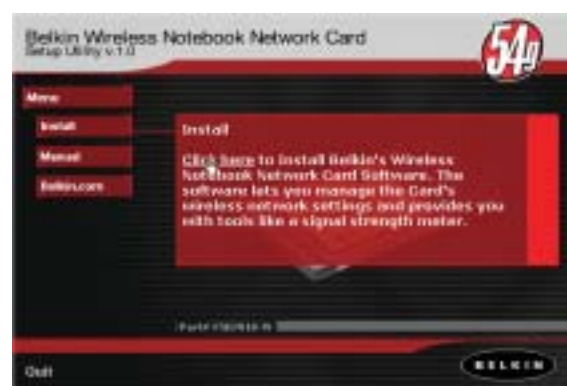 Belkin Wireless Notebook Network Card
Setup Utility v.1.0
54g
Menu
Install
Manual
Belkin.com
Install
Click here to install Belkin's Wireless
Notebook Network Card Software. The
software lets you manage the Card's
wireless network settings and provides you
with tools like a signal strength meter.
Quit
BELKIN